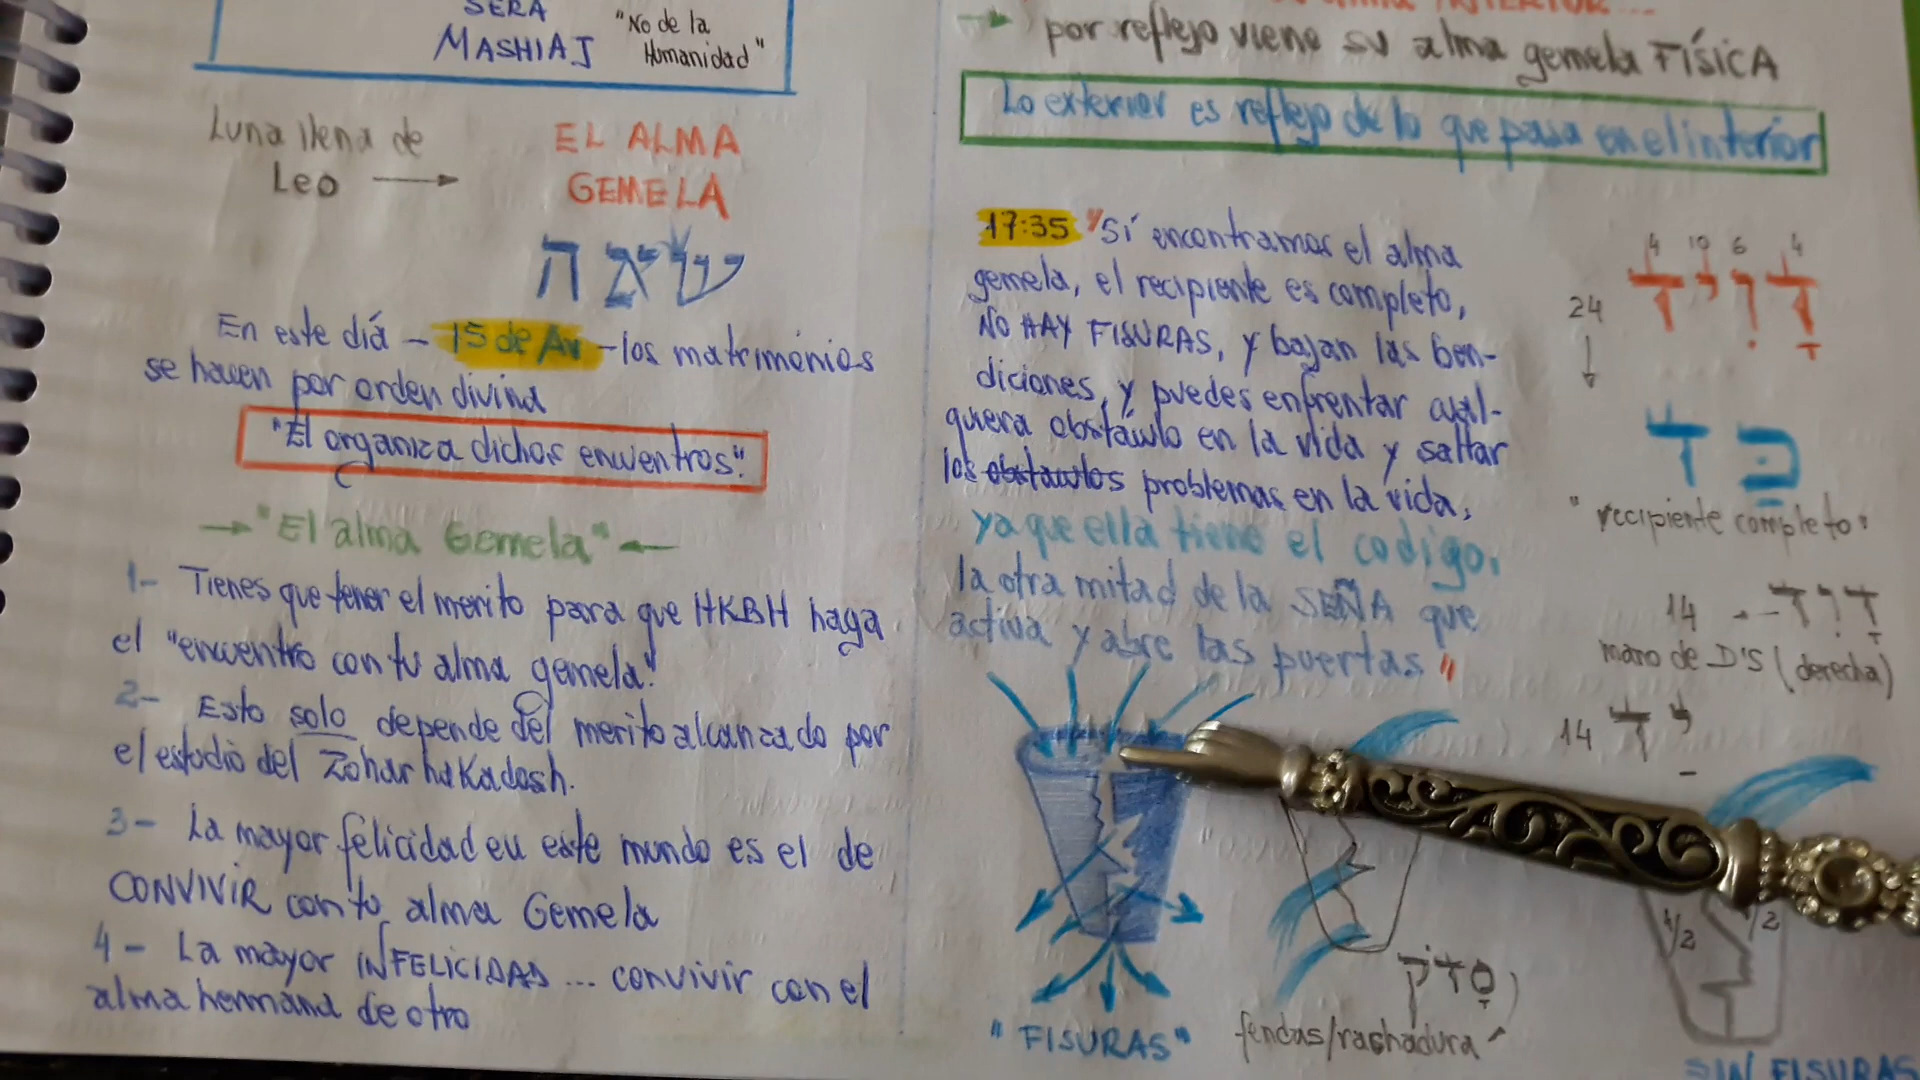 SERA
MASHIAJ
"No de la
Humanidad"
Luna llena de
Leo
EL ALMA
GEMELA
En este día - 15 de Av - los matrimonios
se hacen por orden divina
"El organiza dichos encuentros".
"El alma Gemela"
1- Tienes que tener el merito para que HKBH haga
el "encuentro con tu alma gemela".
2- Esto solo depende del merito alcanzado por
el estudio del Zohar haKadosh.
3- La mayor felicidad en este mundo es el de
CONVIVIR con tu alma Gemela
4- La mayor INFELICIDAD ... convivir con el
alma hermana de otro
por reflejo viene su alma gemela FÍSICA
Lo exterior es reflejo de lo que pasa en el interior
17:35 "Sí encontramos el alma
gemela, el recipiente es completo,
NO HAY FISURAS, y bajan las ben-
diciones, y puedes enfrentar cual-
quiera obstáculo en la vida y saltar
los obstaculos problemas en la vida,
ya que ella tiene el codigo,
la otra mitad de la SEÑA que
activa y abre las puertas"
4 10 6 4
24
כד
"recipiente completo"
14
mano de D'S (derecha)
14 יד
"FISURAS"
fendas/rachadura
1/2 1/2
SIN FISURAS